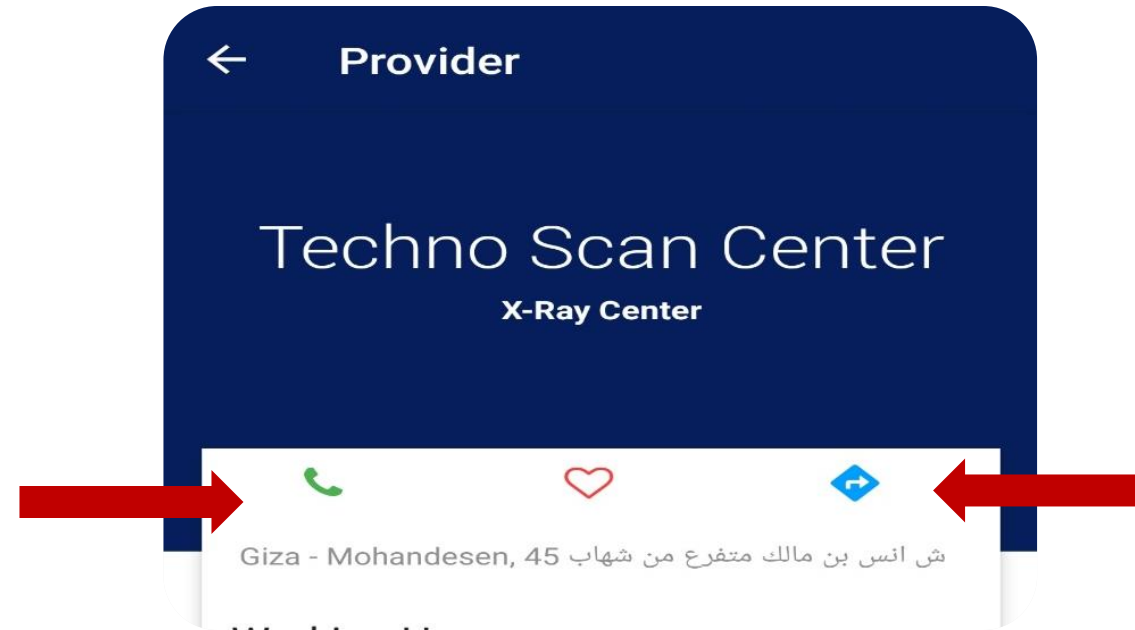 Provider
Techno Scan Center
X-Ray Center
Giza - Mohandesen, 45 ش انس بن مالك متفرع من شهاب